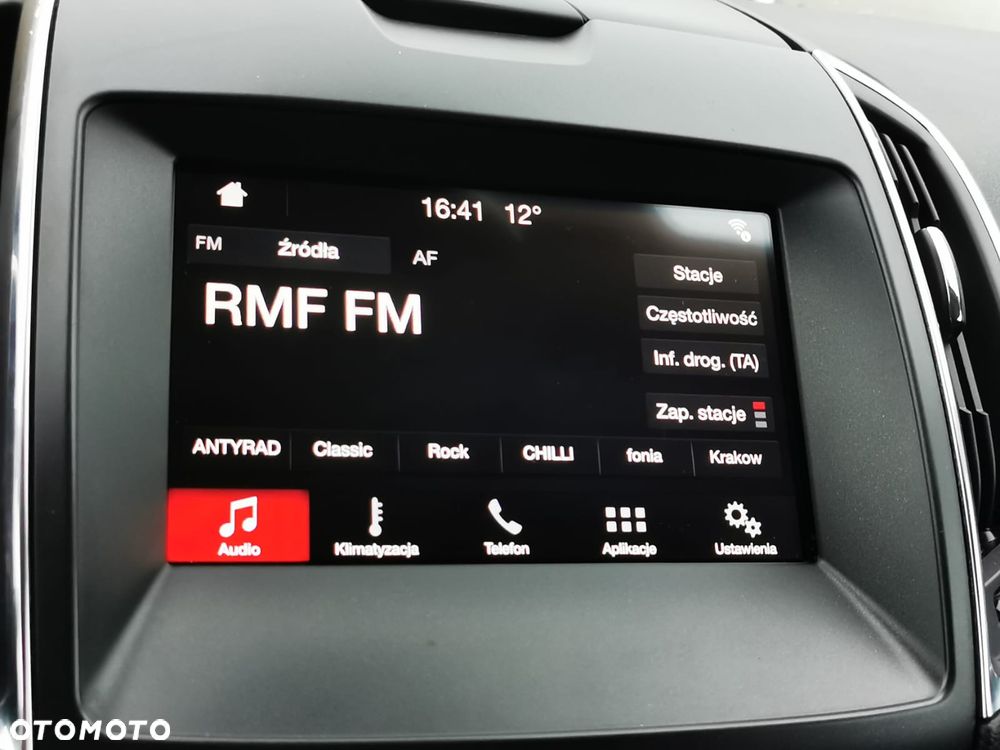 16:41 12°
FM źródła AF
RMF FM
Stacje
Częstotliwość
Inf. drog. (TA)
Zap. stacje
ANTYRAD Classic Rock CHILLI fonia Krakow
Audio Klimatyzacja Telefon Aplikacje Ustawienia
OTOMOTO